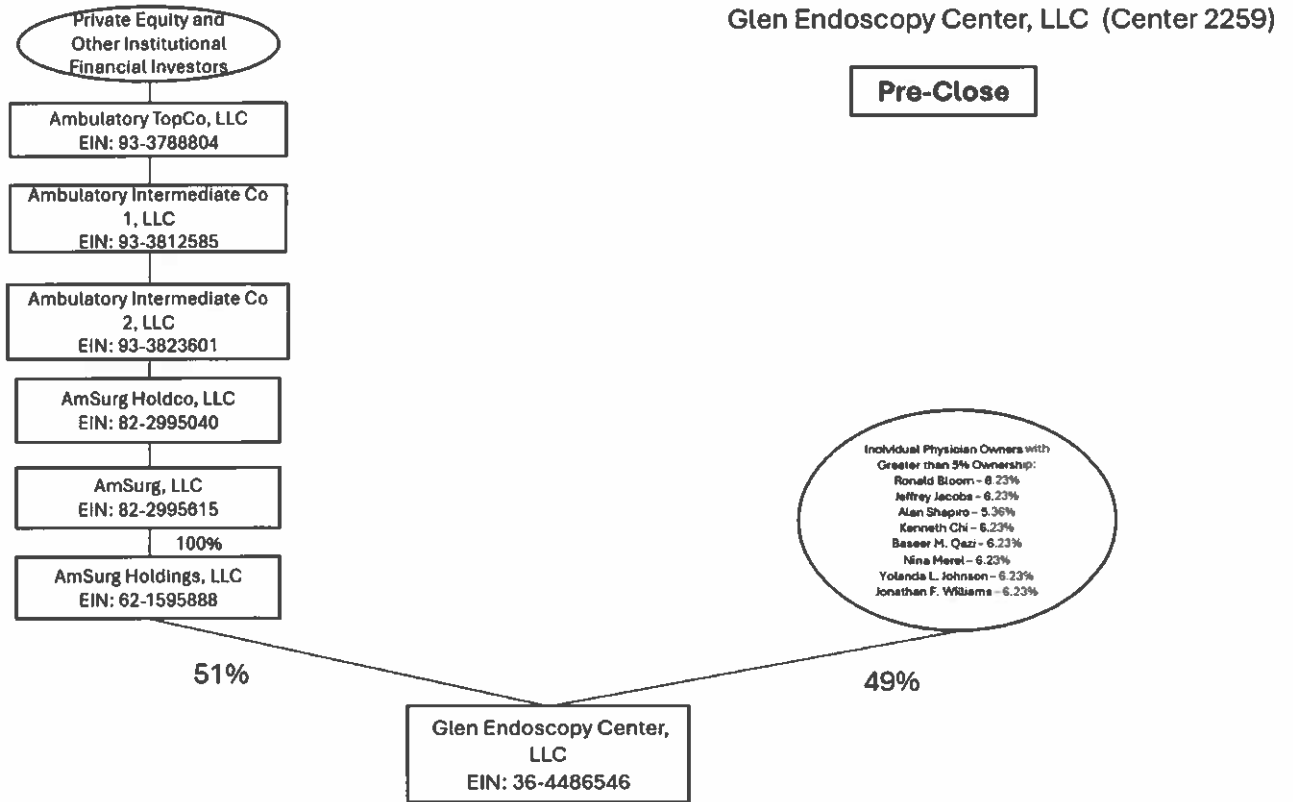 Glen Endoscopy Center, LLC (Center 2259)
Pre-Close
Private Equity and
Other Institutional
Financial Investors
Ambulatory TopCo, LLC
EIN: 93-3788804
Ambulatory Intermediate Co
1, LLC
EIN: 93-3812585
Ambulatory Intermediate Co
2, LLC
EIN: 93-3823601
AmSurg Holdco, LLC
EIN: 82-2995040
AmSurg, LLC
EIN: 82-2995615
100%
AmSurg Holdings, LLC
EIN: 62-1595888
Individual Physician Owners with
Greater than 5% Ownership:
Ronald Bloom – 6.23%
Jeffrey Jacobs – 6.23%
Alan Shapiro – 5.36%
Kenneth Chi – 6.23%
Baseer M. Qazi - 6.23%
Nina Merel – 6.23%
Yolanda L. Johnson – 6.23%
Jonathan F. Williams – 6.23%
51%
49%
Glen Endoscopy Center,
LLC
EIN: 36-4486546